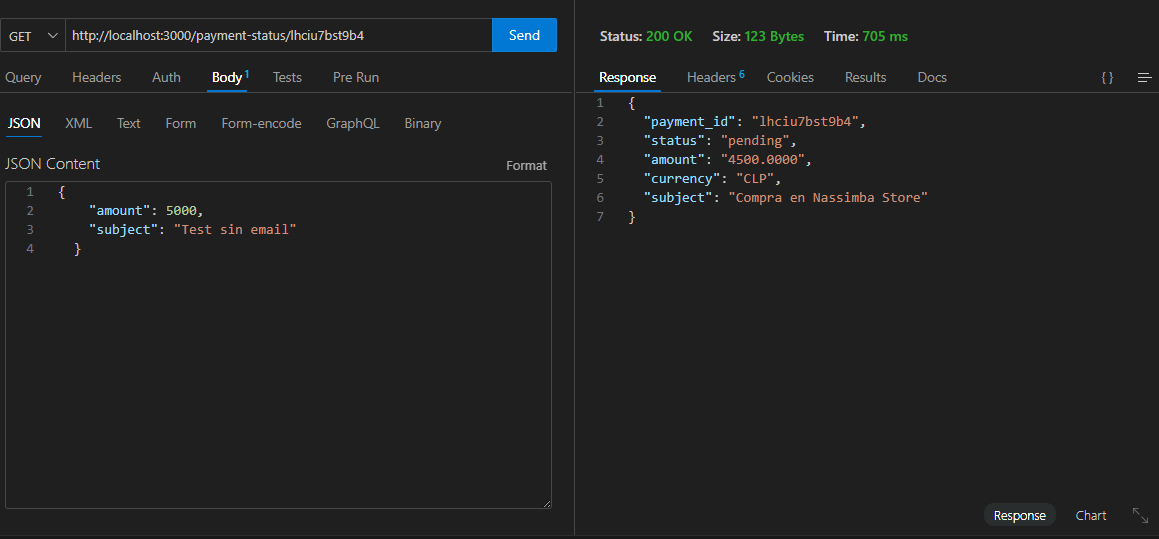 GET http://localhost:3000/payment-status/lhciu7bst9b4 Send
Query Headers Auth Body 1 Tests Pre Run
JSON XML Text Form Form-encode GraphQL Binary
JSON Content Format
1 {
2 "amount": 5000,
3 "subject": "Test sin email"
4 }
Status: 200 OK Size: 123 Bytes Time: 705 ms
Response Headers 6 Cookies Results Docs { }
1 {
2 "payment_id": "lhciu7bst9b4",
3 "status": "pending",
4 "amount": "4500.0000",
5 "currency": "CLP",
6 "subject": "Compra en Nassimba Store"
7 }
Response Chart